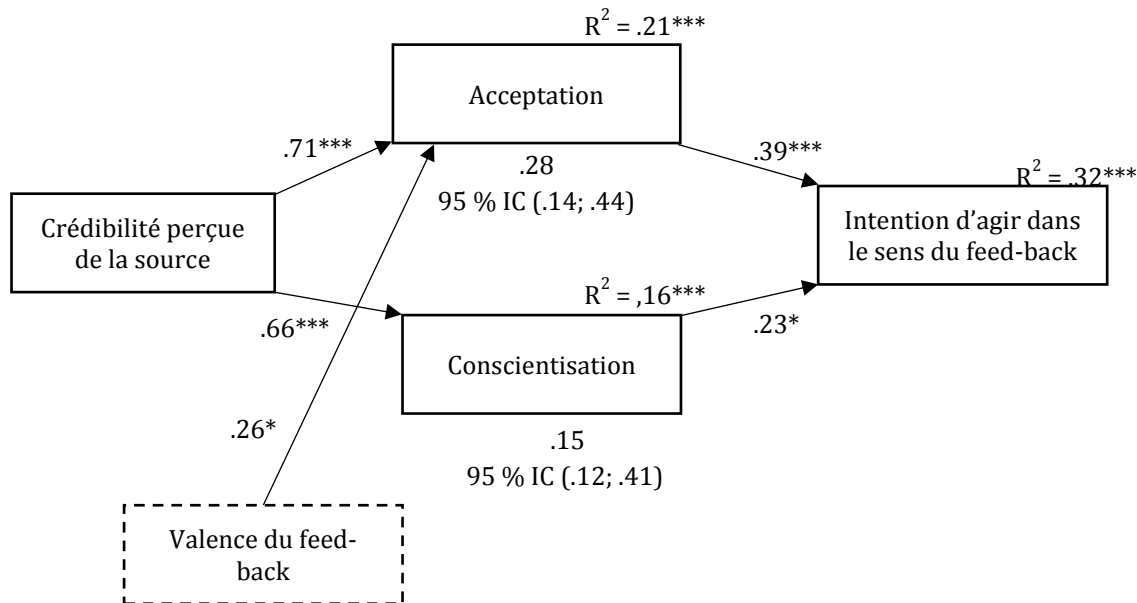 R² = .21***
Acceptation
.71***
.28
95 % IC (.14; .44)
.39***
R² = .32***
Crédibilité perçue
de la source
Intention d'agir dans
le sens du feed-back
R² = ,16***
.66***
.23*
Conscientisation
.26*
.15
95 % IC (.12; .41)
Valence du feed-
back